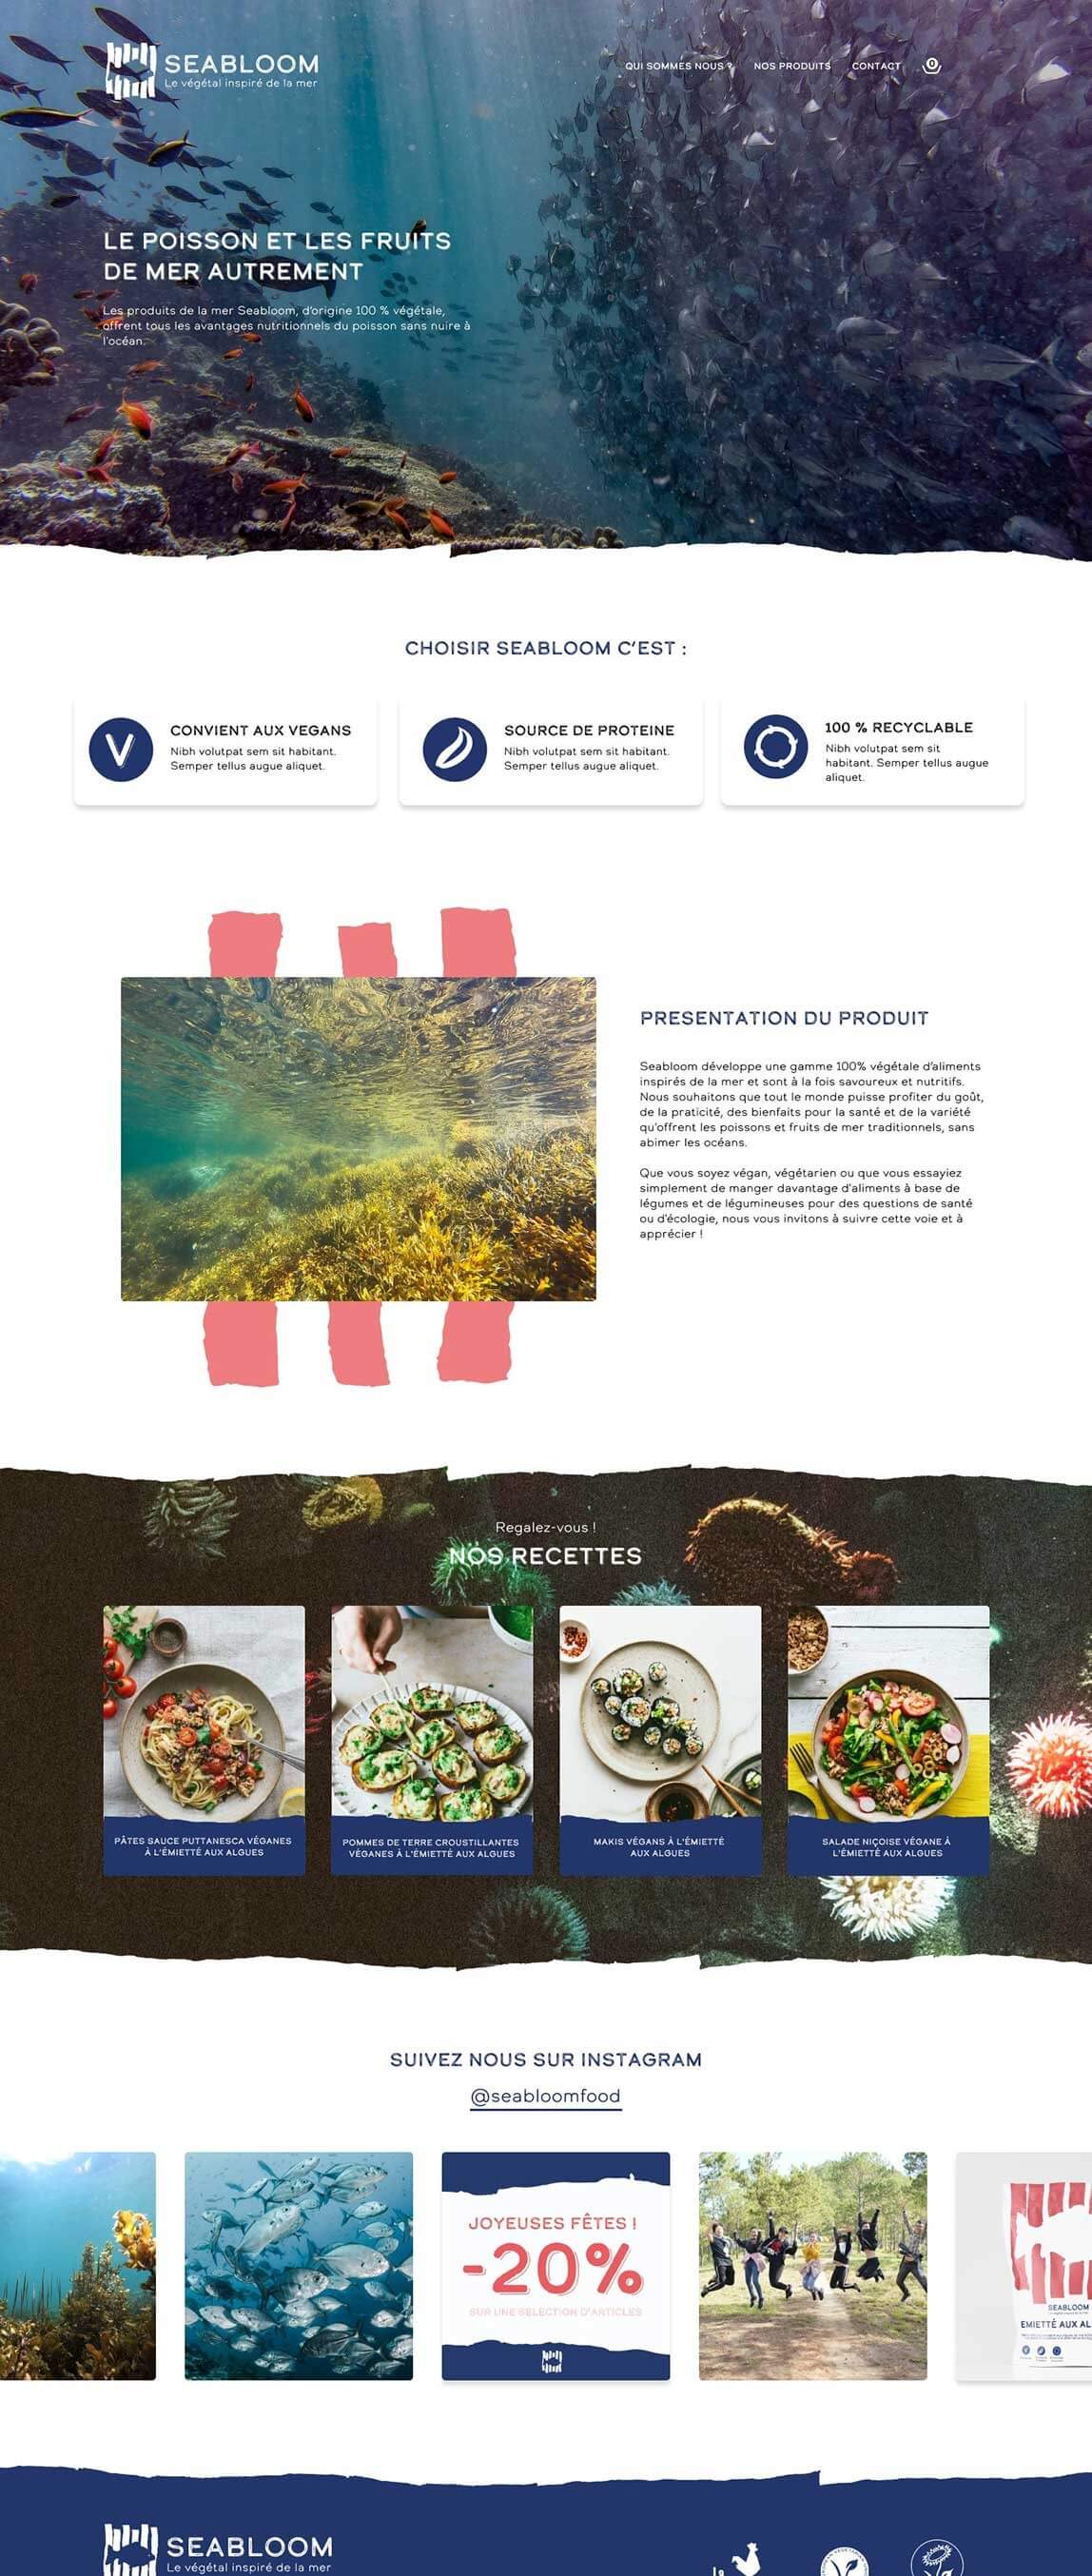 SEABLOOM
Le végétal inspiré de la mer
QUI SOMMES NOUS ?
NOS PRODUITS
CONTACT
0
LE POISSON ET LES FRUITS
DE MER AUTREMENT
Les produits de la mer Seabloom, d'origine 100 % végétale,
offrent tous les avantages nutritionnels du poisson sans nuire à
l'océan.
CHOISIR SEABLOOM C'EST :
V
CONVIENT AUX VEGANS
Nibh volutpat sem sit habitant.
Semper tellus augue aliquet.
SOURCE DE PROTEINE
Nibh volutpat sem sit habitant.
Semper tellus augue aliquet.
100 % RECYCLABLE
Nibh volutpat sem sit
habitant. Semper tellus augue
aliquet.
PRESENTATION DU PRODUIT
Seabloom développe une gamme 100% végétale d'aliments
inspirés de la mer et sont à la fois savoureux et nutritifs.
Nous souhaitons que tout le monde puisse profiter du goût,
de la praticité, des bienfaits pour la santé et de la variété
qu'offrent les poissons et fruits de mer traditionnels, sans
abimer les océans.
Que vous soyez végan, végétarien ou que vous essayiez
simplement de manger davantage d'aliments à base de
légumes et de légumineuses pour des questions de santé
ou d'écologie, nous vous invitons à suivre cette voie et à
apprécier !
Regalez-vous !
NOS RECETTES
PÂTES SAUCE PUTTANESCA VÉGANES
À L'ÉMIETTÉ AUX ALGUES
POMMES DE TERRE CROUSTILLANTES
VÉGANES À L'ÉMIETTÉ AUX ALGUES
MAKIS VÉGANS À L'ÉMIETTÉ
AUX ALGUES
SALADE NIÇOISE VÉGANE À
L'ÉMIETTÉ AUX ALGUES
SUIVEZ NOUS SUR INSTAGRAM
@seabloomfood
JOYEUSES FÊTES !
-20%
SUR UNE SELECTION D'ARTICLES
SEABLOOM
EMIETTÉ AUX AL
SEABLOOM
Le végétal inspiré de la mer
la